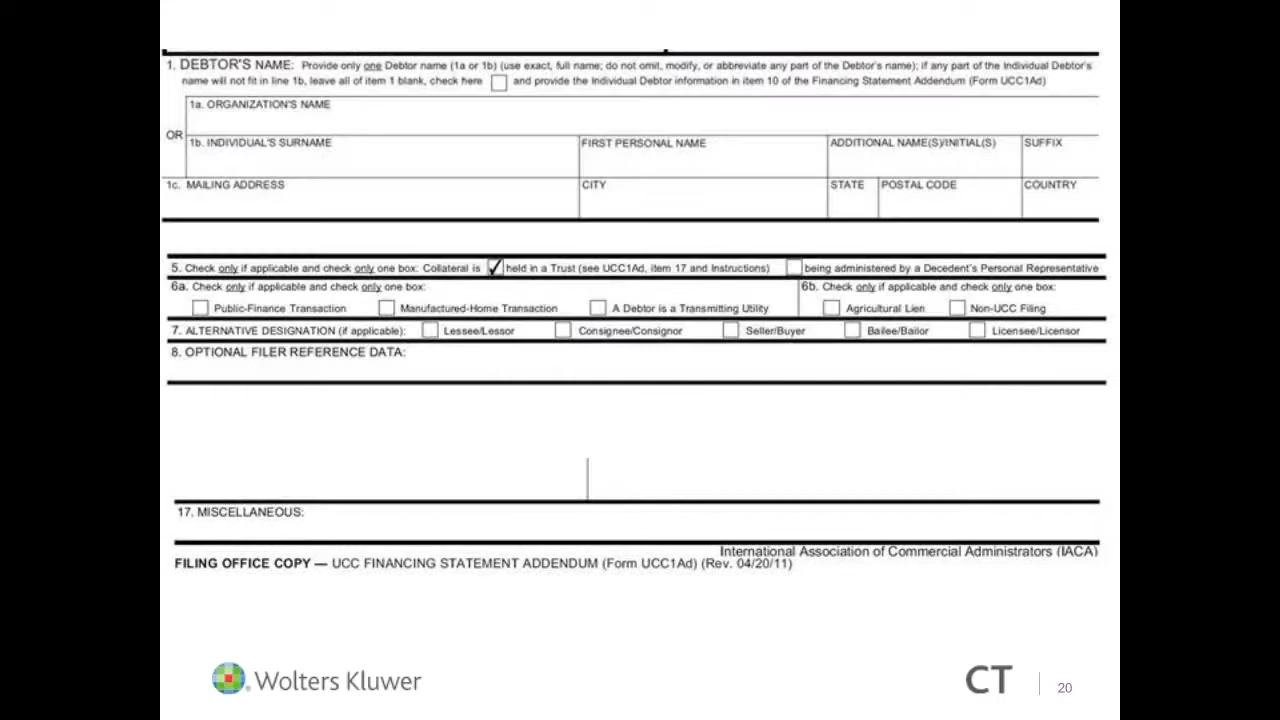 1. DEBTOR'S NAME: Provide only one Debtor name (1a or 1b) (use exact, full name; do not omit, modify, or abbreviate any part of the Debtor's name); if any part of the Individual Debtor's
name will not fit in line 1b, leave all of item 1 blank, check here and provide the Individual Debtor information in item 10 of the Financing Statement Addendum (Form UCC1Ad)
1a. ORGANIZATION'S NAME
OR
1b. INDIVIDUAL'S SURNAME FIRST PERSONAL NAME ADDITIONAL NAME(S)/INITIAL(S) SUFFIX
1c. MAILING ADDRESS CITY STATE POSTAL CODE COUNTRY
5. Check only if applicable and check only one box: Collateral is held in a Trust (see UCC1Ad, item 17 and Instructions) being administered by a Decedent's Personal Representative
6a. Check only if applicable and check only one box: 6b. Check only if applicable and check only one box:
Public-Finance Transaction Manufactured-Home Transaction A Debtor is a Transmitting Utility Agricultural Lien Non-UCC Filing
7. ALTERNATIVE DESIGNATION (if applicable): Lessee/Lessor Consignee/Consignor Seller/Buyer Bailee/Bailor Licensee/Licensor
8. OPTIONAL FILER REFERENCE DATA:
17. MISCELLANEOUS:
International Association of Commercial Administrators (IACA)
FILING OFFICE COPY — UCC FINANCING STATEMENT ADDENDUM (Form UCC1Ad) (Rev. 04/20/11)
Wolters Kluwer CT 20